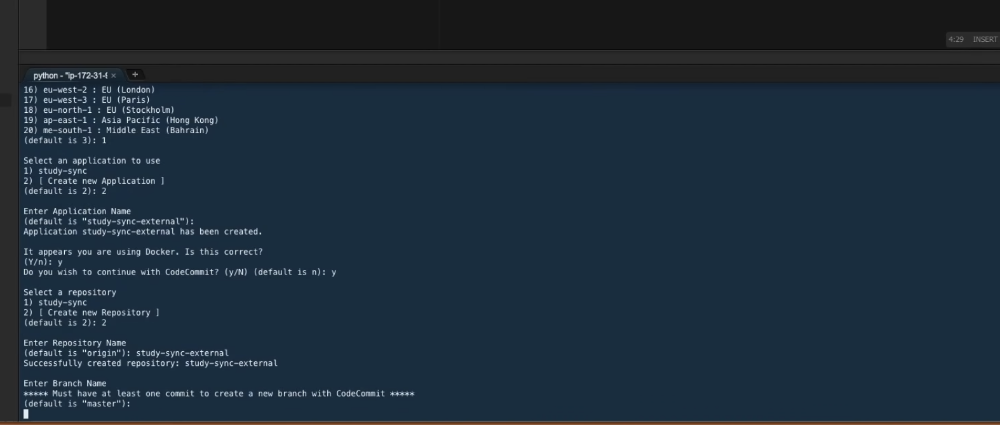 4:29 INSERT
python - "ip-172-31-8 × +
16) eu-west-2 : EU (London)
17) eu-west-3 : EU (Paris)
18) eu-north-1 : EU (Stockholm)
19) ap-east-1 : Asia Pacific (Hong Kong)
20) me-south-1 : Middle East (Bahrain)
(default is 3): 1
Select an application to use
1) study-sync
2) [ Create new Application ]
(default is 2): 2
Enter Application Name
(default is "study-sync-external"):
Application study-sync-external has been created.
It appears you are using Docker. Is this correct?
(Y/n): y
Do you wish to continue with CodeCommit? (y/N) (default is n): y
Select a repository
1) study-sync
2) [ Create new Repository ]
(default is 2): 2
Enter Repository Name
(default is "origin"): study-sync-external
Successfully created repository: study-sync-external
Enter Branch Name
***** Must have at least one commit to create a new branch with CodeCommit *****
(default is "master"):